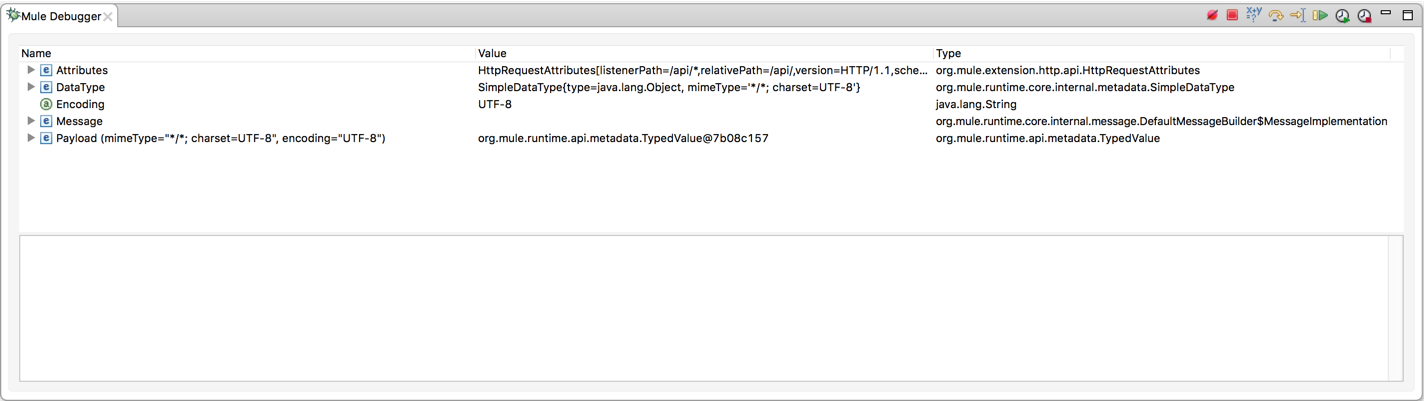 Mule Debugger
x+y
=?
Name Value Type
Attributes HttpRequestAttributes[listenerPath=/api/*,relativePath=/api/,version=HTTP/1.1,sche... org.mule.extension.http.api.HttpRequestAttributes
DataType SimpleDataType{type=java.lang.Object, mimeType='*/*; charset=UTF-8'} org.mule.runtime.core.internal.metadata.SimpleDataType
Encoding UTF-8 java.lang.String
Message org.mule.runtime.core.internal.message.DefaultMessageBuilder$MessageImplementation
Payload (mimeType="*/*; charset=UTF-8", encoding="UTF-8") org.mule.runtime.api.metadata.TypedValue@7b08c157 org.mule.runtime.api.metadata.TypedValue